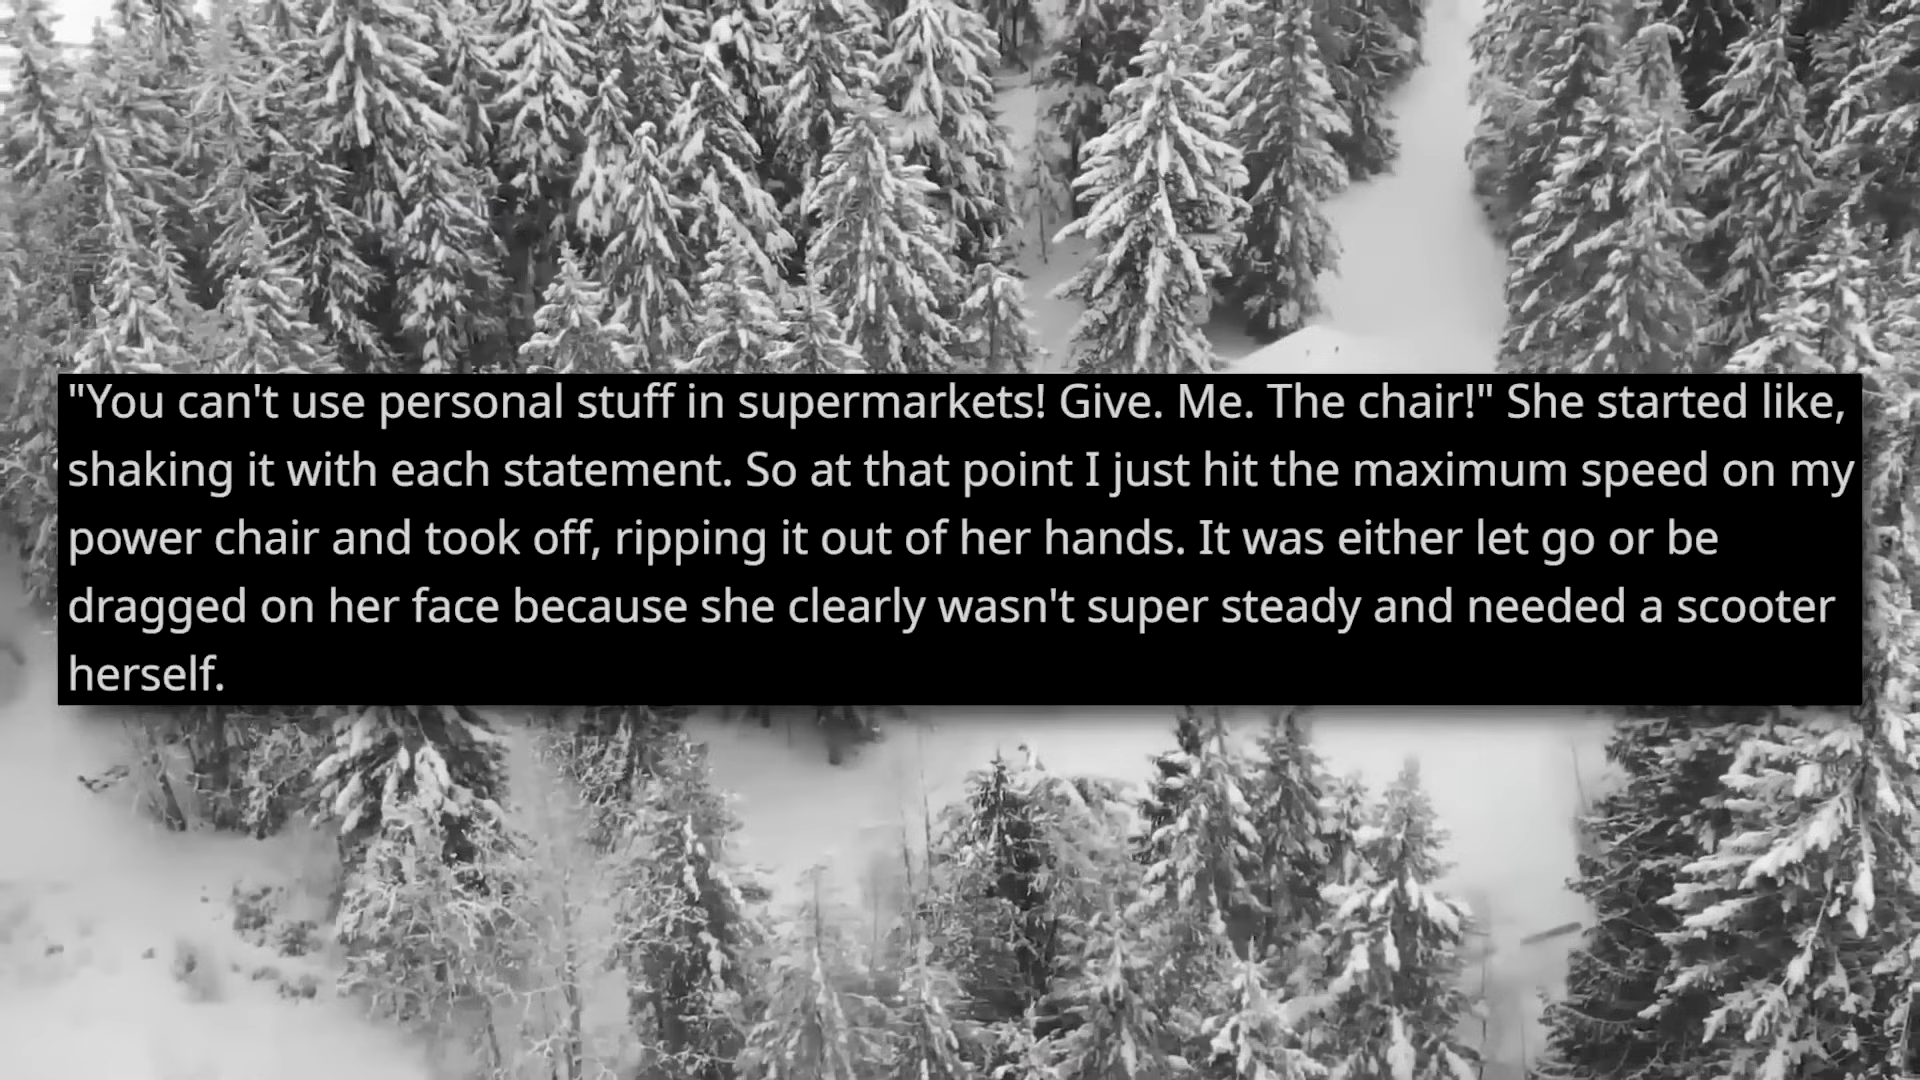 "You can't use personal stuff in supermarkets! Give. Me. The chair!" She started like,
shaking it with each statement. So at that point I just hit the maximum speed on my
power chair and took off, ripping it out of her hands. It was either let go or be
dragged on her face because she clearly wasn't super steady and needed a scooter
herself.